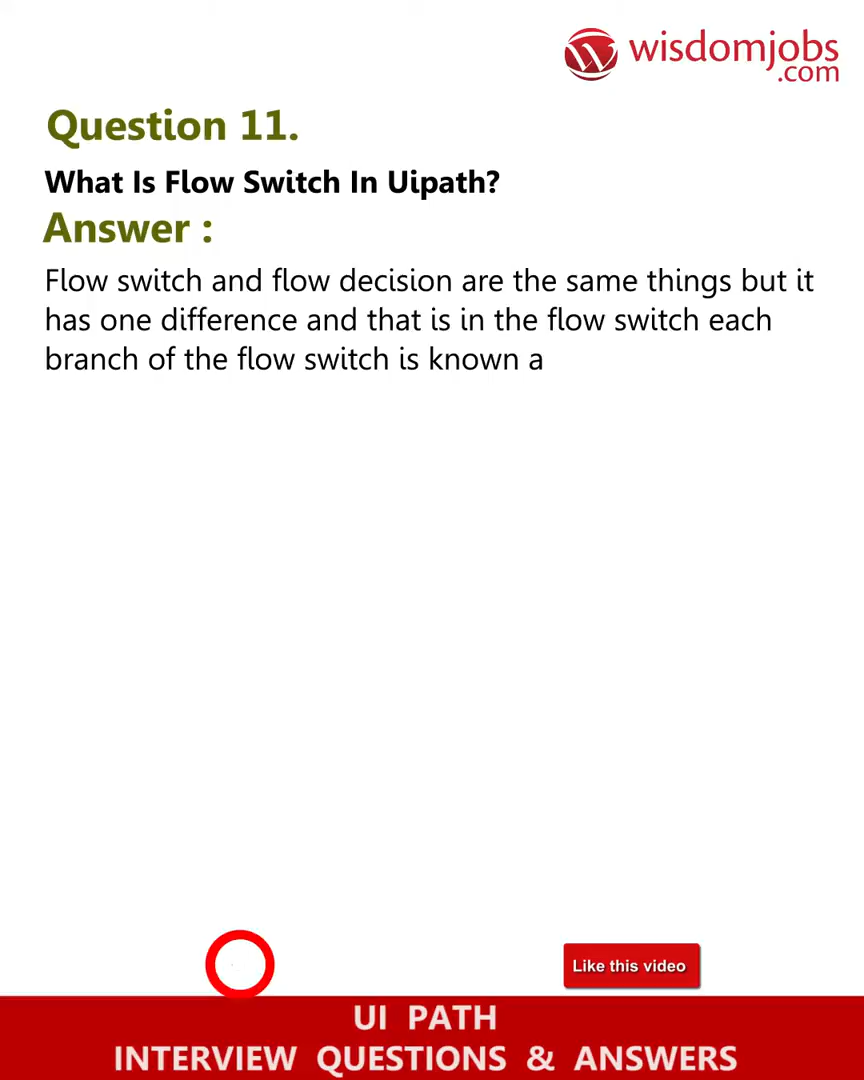 wisdomjobs
.com
Question 11.
What Is Flow Switch In Uipath?
Answer :
Flow switch and flow decision are the same things but it
has one difference and that is in the flow switch each
branch of the flow switch is known a
Like this video
UI PATH
INTERVIEW QUESTIONS & ANSWERS